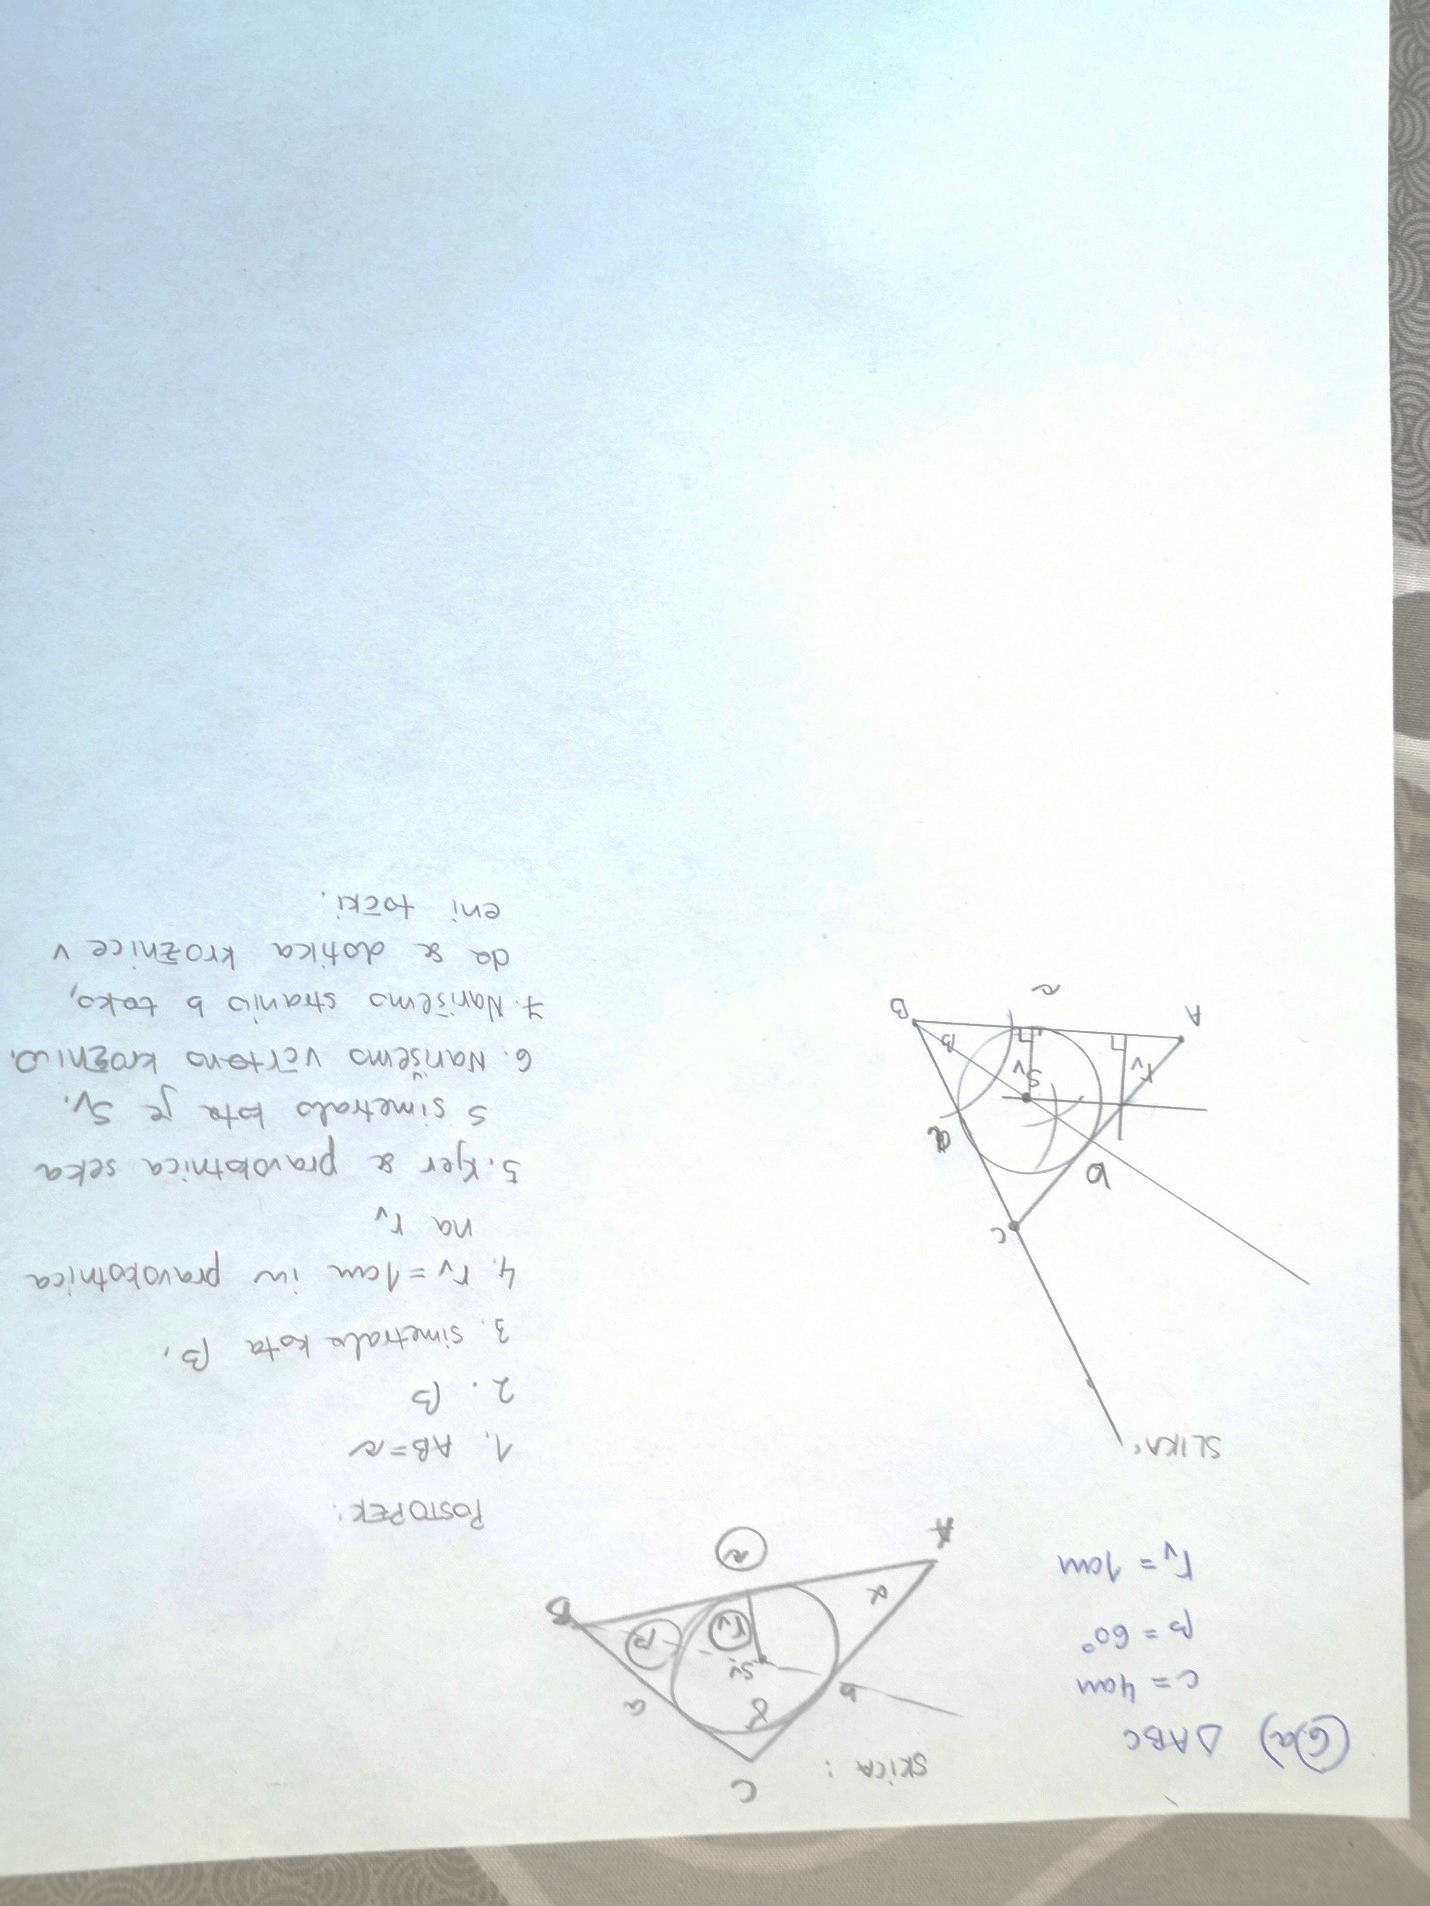 6.a) △ABC
c = 4cm
β = 60°
rv = 1cm
SKICA:
C
a
b
γ
Sv
rv
β
α
B
A
c
SLIKA:
C
b
a
Sv
rv
β
A
B
c
POSTOPEK:
1. AB=c
2. β
3. simetrala kota β,
4. rv=1cm in pravokotnica
na rv
5. Kjer se pravokotnica seka
s simetralo kota je Sv.
6. Narišemo včrtano krožnico.
7. Narišemo stranico b tako,
da se dotika krožnice v
eni točki.